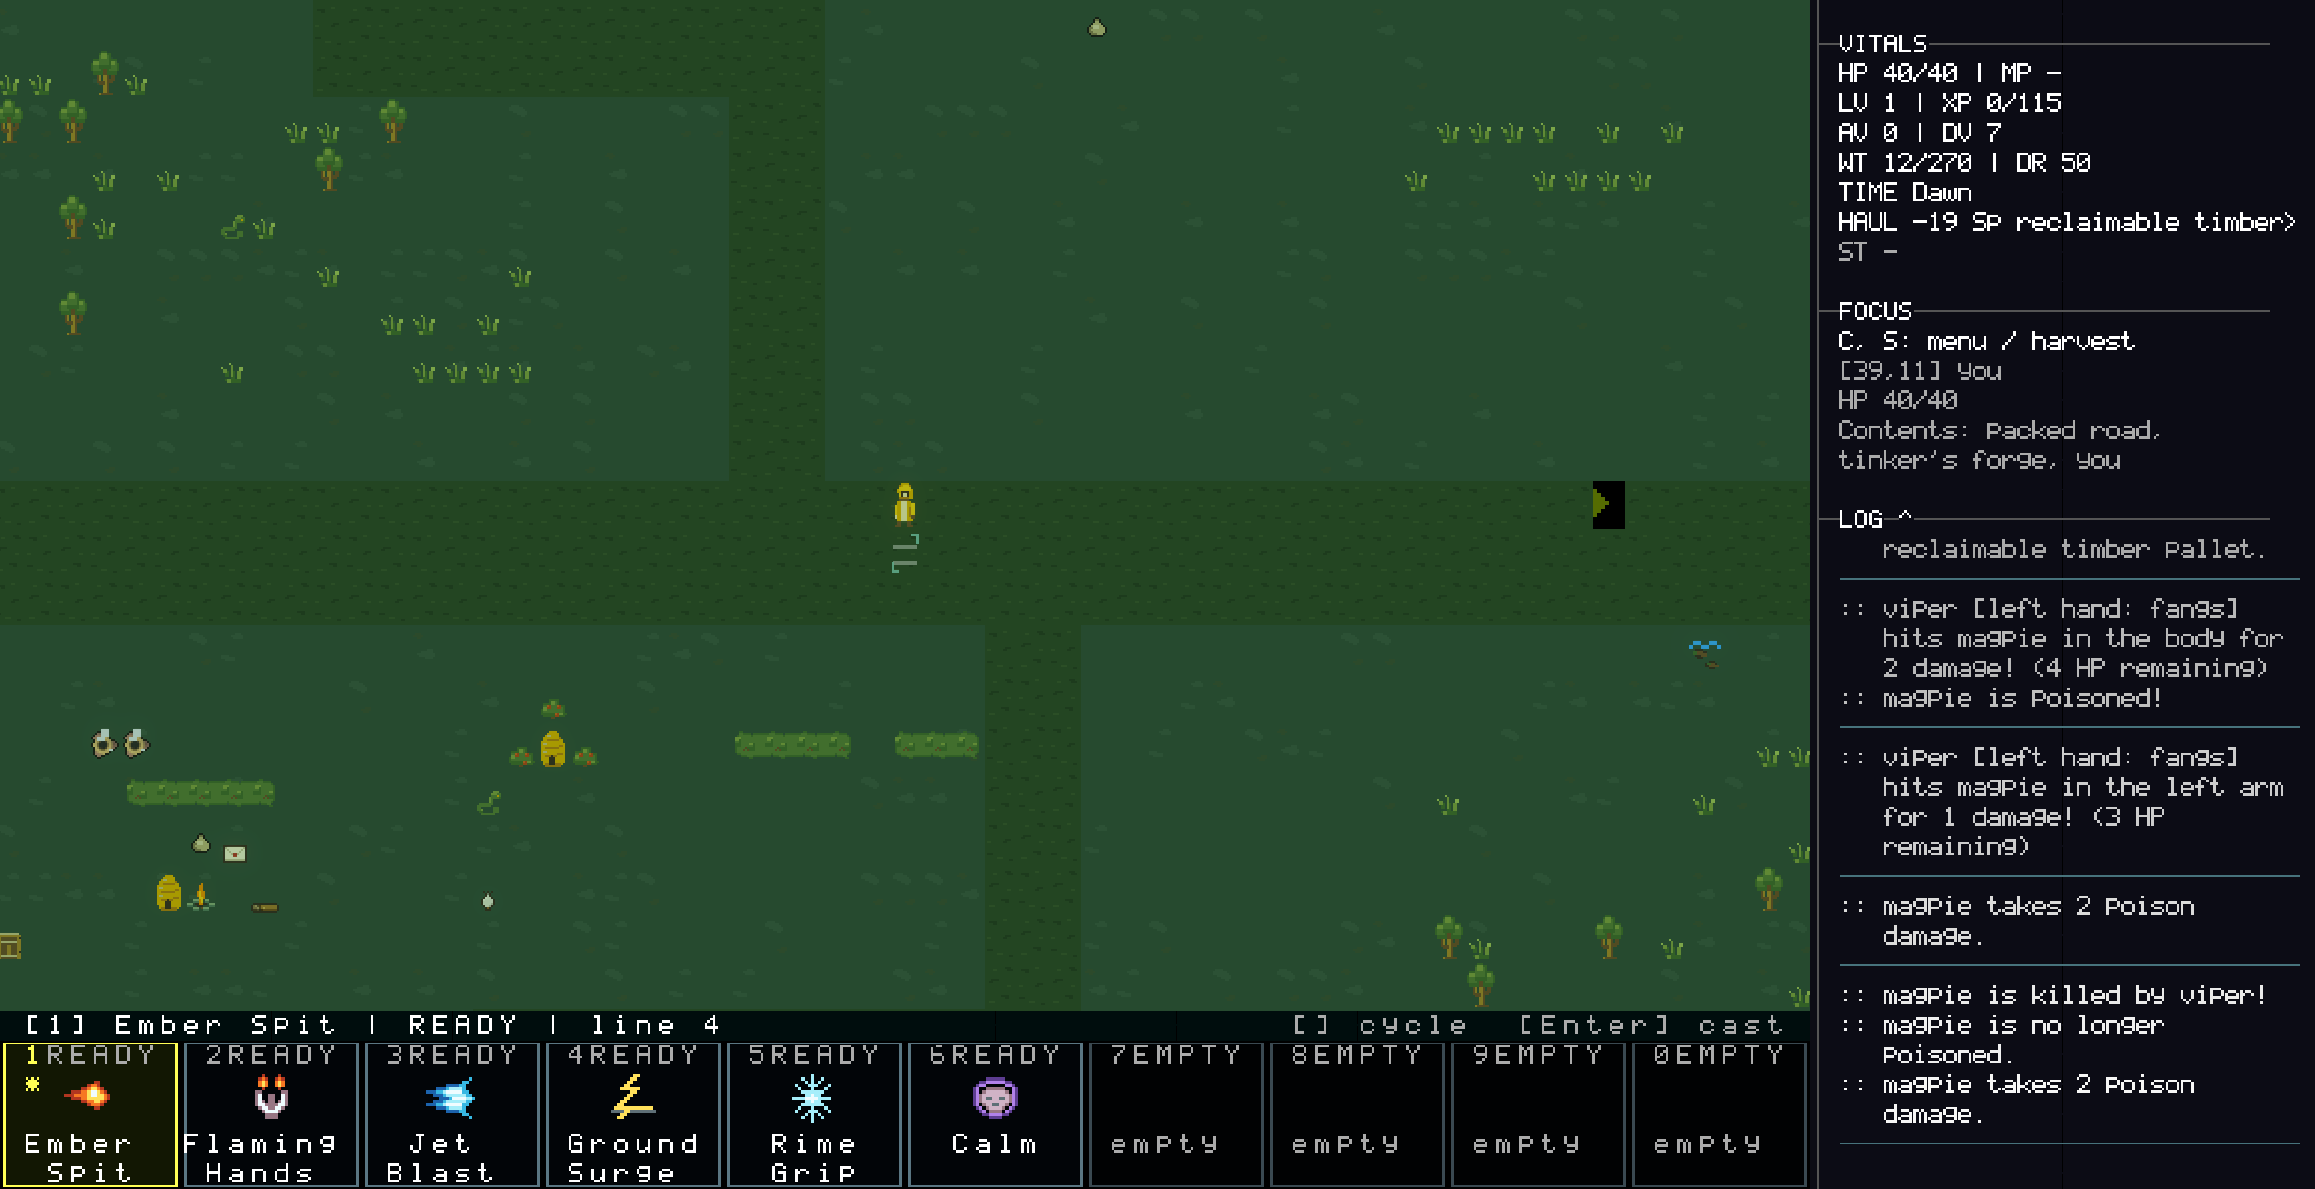 VITALS
HP 40/40 | MP -
LV 1 | XP 0/115
AV 0 | DV 7
WT 12/270 | DR 50
TIME Dawn
HAUL -19 Sp reclaimable timber>
ST -
FOCUS
C, S: menu / harvest
[39,11] You
HP 40/40
Contents: Packed road,
tinker's forge, You
LOG ^
reclaimable timber Pallet.
:: viper [left hand: fangs]
hits magpie in the body for
2 damage! (4 HP remaining)
:: magpie is Poisoned!
:: viper [left hand: fangs]
hits magpie in the left arm
for 1 damage! (3 HP
remaining)
:: magpie takes 2 Poison
damage.
:: magpie is killed by viper!
:: magpie is no longer
Poisoned.
:: magpie takes 2 Poison
damage.
[1] Ember Spit | READY | line 4
[] cycle [Enter] cast
1READY
2READY
3READY
4READY
5READY
6READY
7EMPTY
8EMPTY
9EMPTY
0EMPTY
Ember
Spit
Flaming
Hands
Jet
Blast
Ground
Surge
Rime
Grip
Calm
empty
empty
empty
empty